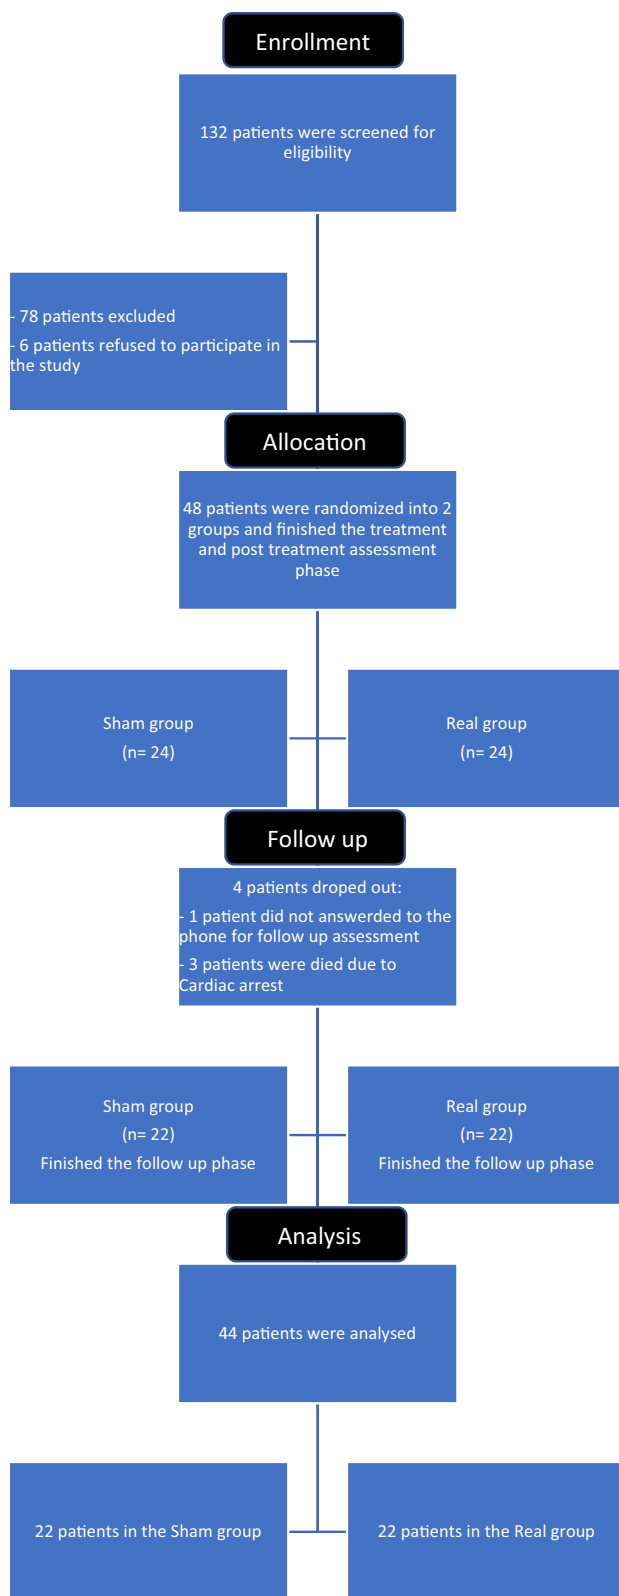 Enrollment
132 patients were screened for
eligibility
- 78 patients excluded
- 6 patients refused to participate in
the study
Allocation
48 patients were randomized into 2
groups and finished the treatment
and post treatment assessment
phase
Sham group
(n= 24)
Real group
(n= 24)
Follow up
4 patients droped out:
- 1 patient did not answerded to the
phone for follow up assessment
- 3 patients were died due to
Cardiac arrest
Sham group
(n= 22)
Finished the follow up phase
Real group
(n= 22)
Finished the follow up phase
Analysis
44 patients were analysed
22 patients in the Sham group
22 patients in the Real group